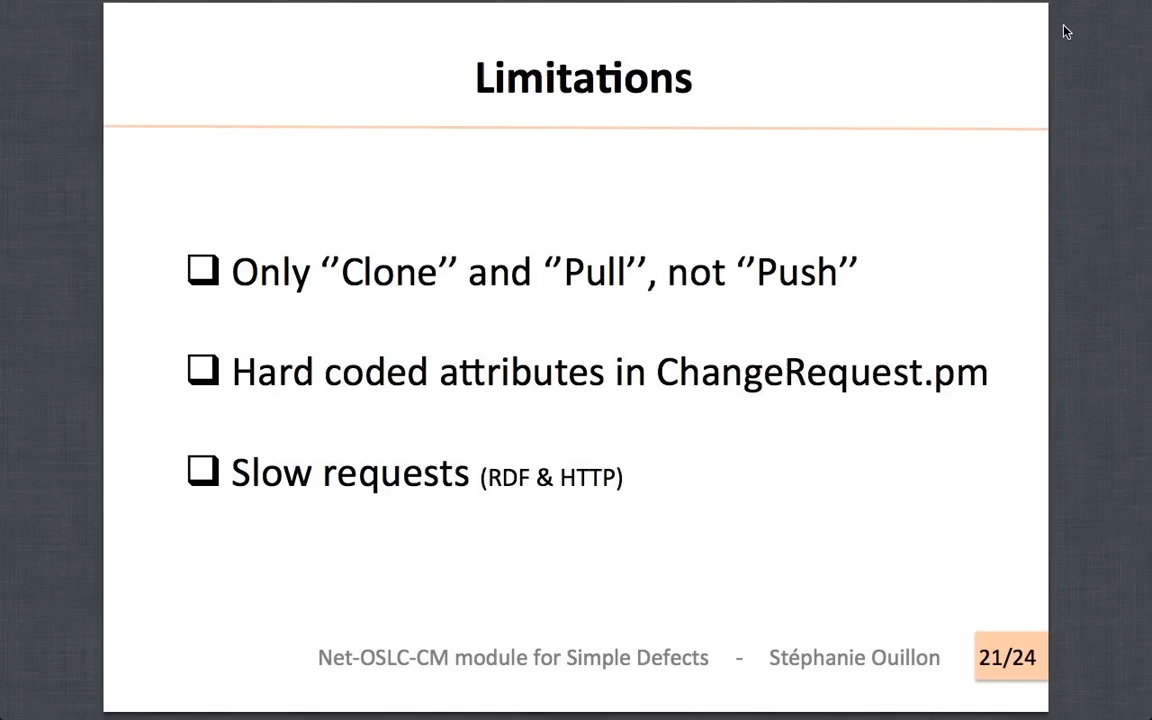 Limitations
❑ Only ‘’Clone’’ and ‘’Pull’’, not ‘’Push’’
❑ Hard coded attributes in ChangeRequest.pm
❑ Slow requests (RDF & HTTP)
Net-OSLC-CM module for Simple Defects - Stéphanie Ouillon 21/24